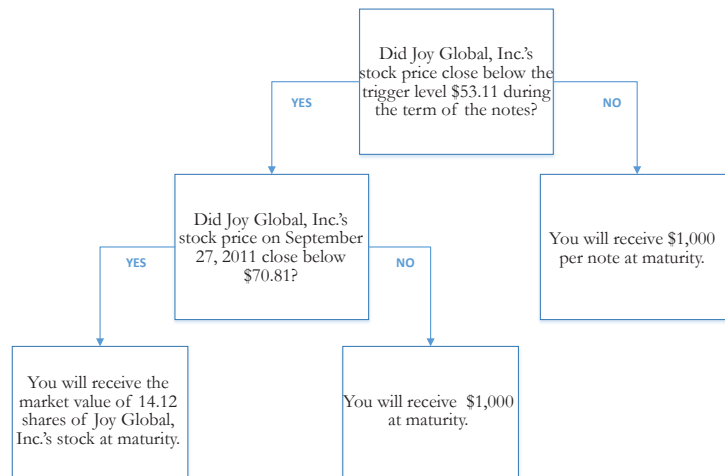 Did Joy Global, Inc.'s
stock price close below the
trigger level $53.11 during
the term of the notes?
YES
NO
Did Joy Global, Inc.'s
stock price on September
27, 2011 close below
$70.81?
You will receive $1,000
per note at maturity.
YES
NO
You will receive the
market value of 14.12
shares of Joy Global,
Inc.'s stock at maturity.
You will receive $1,000
at maturity.